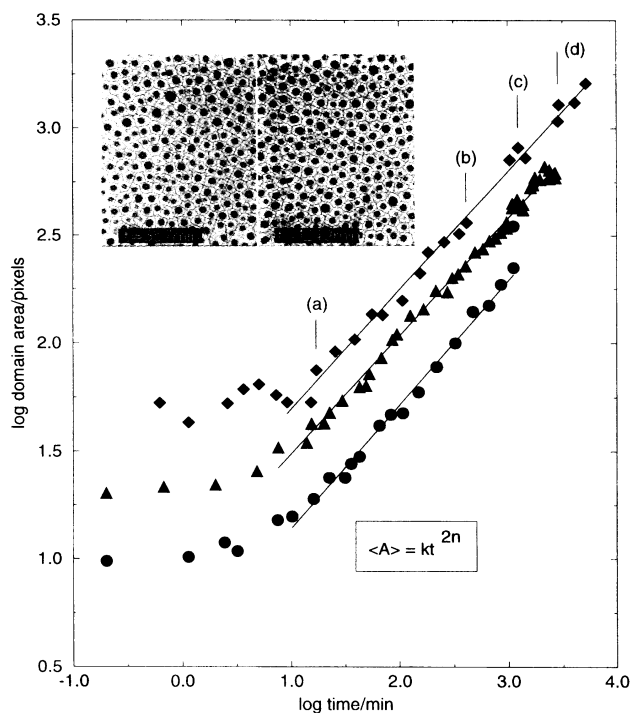 3.5
3.0
2.5
2.0
1.5
1.0
0.5
log domain area/pixels
(a)
(b)
(c)
(d)
<A> = kt 2n
-1.0 0.0 1.0 2.0 3.0 4.0
log time/min